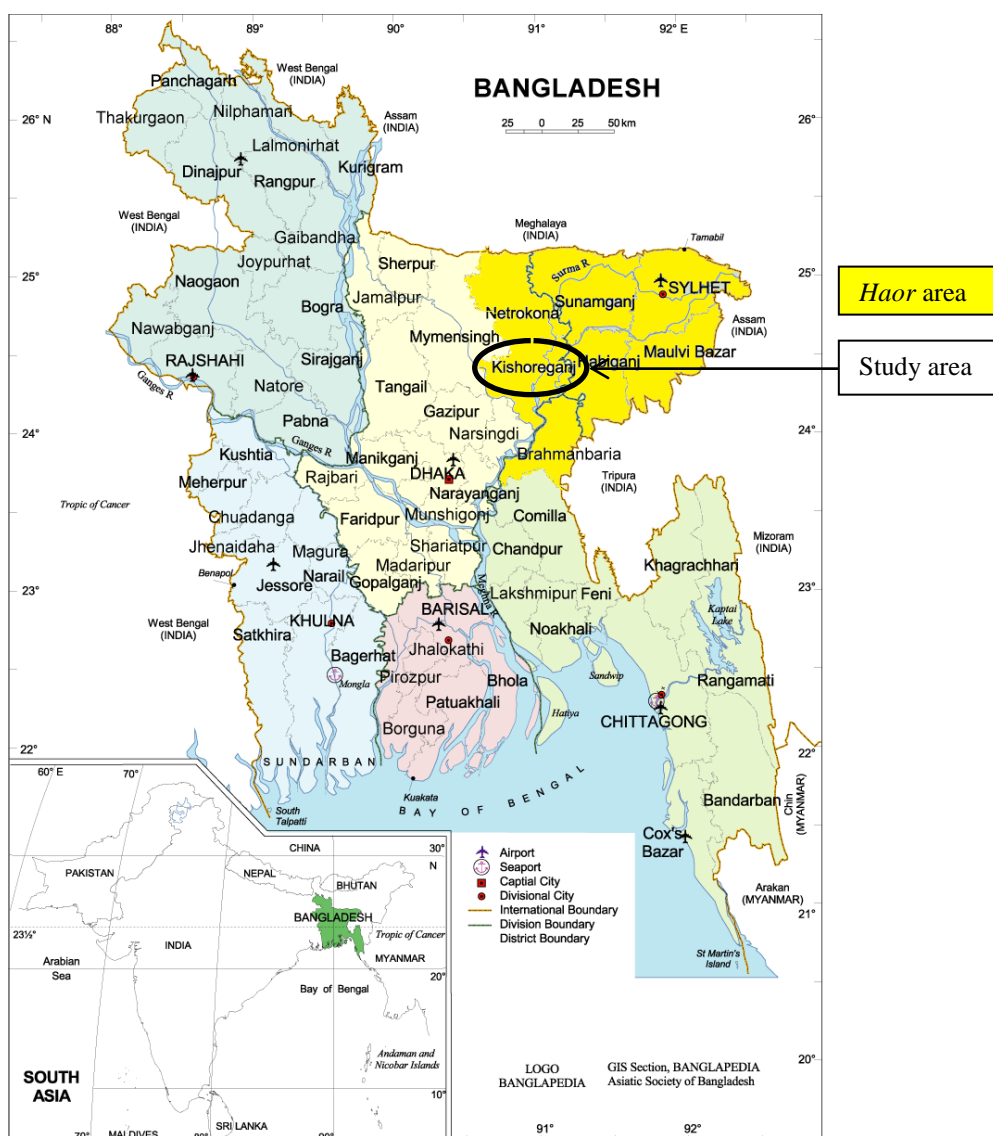 88°
89°
90°
91°
92° E
West Bengal
(INDIA)
BANGLADESH
25 0 25 50 km
Panchagarh
Thakurgaon
Nilphamari
26° N
Assam
(INDIA)
Lalmonirhat
Kurigram
Dinajpur
Rangpur
West Bengal
(INDIA)
Meghalaya
(INDIA)
Tamabil
Gaibandha
Joypurhat
Sherpur
Surma R
25°
25°
Naogaon
Jamalpur
SYLHET
Haor area
Bogra
Netrokona
Sunamganj
Assam
(INDIA)
Nawabganj
Mymensingh
RAJSHAHI
Sirajganj
Kishoreganj
Habiganj
Maulvi Bazar
Study area
Ganges R
Natore
Tangail
Gazipur
Pabna
Narsingdi
24°
24°
Kushtia
Ganges R
Manikganj
Brahmanbaria
Meherpur
Rajbari
DHAKA
Tripura
(INDIA)
Narayanganj
Tropic of Cancer
Chuadanga
Faridpur
Munshigonj
Comilla
Mizoram
(INDIA)
Jhenaidaha
Magura
Shariatpur
Chandpur
Khagrachhari
Madaripur
Benapol
Jessore
Narail
Gopalganj
Meghna R
Lakshmipur
Feni
23°
23°
West Bengal
(INDIA)
KHULNA
BARISAL
Kaptai
Lake
Satkhira
Noakhali
Bagerhat
Jhalokathi
Sandwip
Mongla
Pirozpur
Bhola
Rangamati
Patuakhali
Hatiya
CHITTAGONG
Borguna
22°
22°
SUNDARBAN
Kuakata
BAY OF BENGAL
South
Talpatti
Bandarban
Chin
(MYANMAR)
Cox's
Bazar
Arakan
(MYANMAR)
21°
St Martin's
Island
20°
Airport
Seaport
Captial City
Divisional City
International Boundary
Division Boundary
District Boundary
60° E
70°
CHINA
30°
N
PAKISTAN
NEPAL
BHUTAN
BANGLADESH
23½°
Tropic of Cancer
INDIA
MYANMAR
Arabian
Sea
20°
Bay of Bengal
Andaman and
Nicobar Islands
SOUTH
ASIA
10°
SRI LANKA
MALDIVES
70°
80°
90°
LOGO
BANGLAPEDIA
GIS Section, BANGLAPEDIA
Asiatic Society of Bangladesh
91°
92°